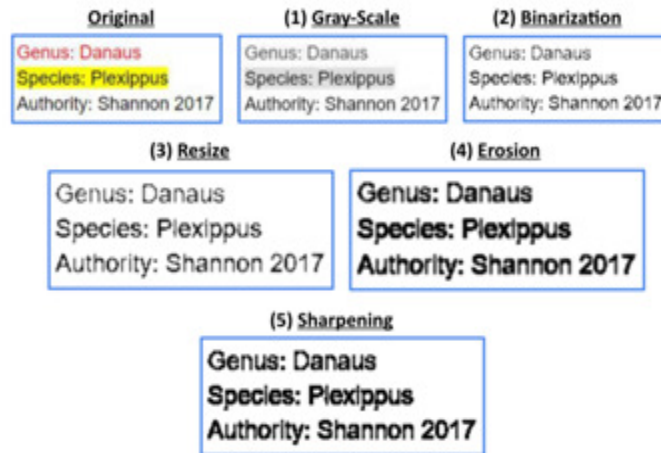 Original
Genus: Danaus
Species: Plexippus
Authority: Shannon 2017
(1) Gray-Scale
Genus: Danaus
Species: Plexippus
Authority: Shannon 2017
(2) Binarization
Genus: Danaus
Species: Plexippus
Authority: Shannon 2017
(3) Resize
Genus: Danaus
Species: Plexippus
Authority: Shannon 2017
(4) Erosion
Genus: Danaus
Species: Plexippus
Authority: Shannon 2017
(5) Sharpening
Genus: Danaus
Species: Plexippus
Authority: Shannon 2017